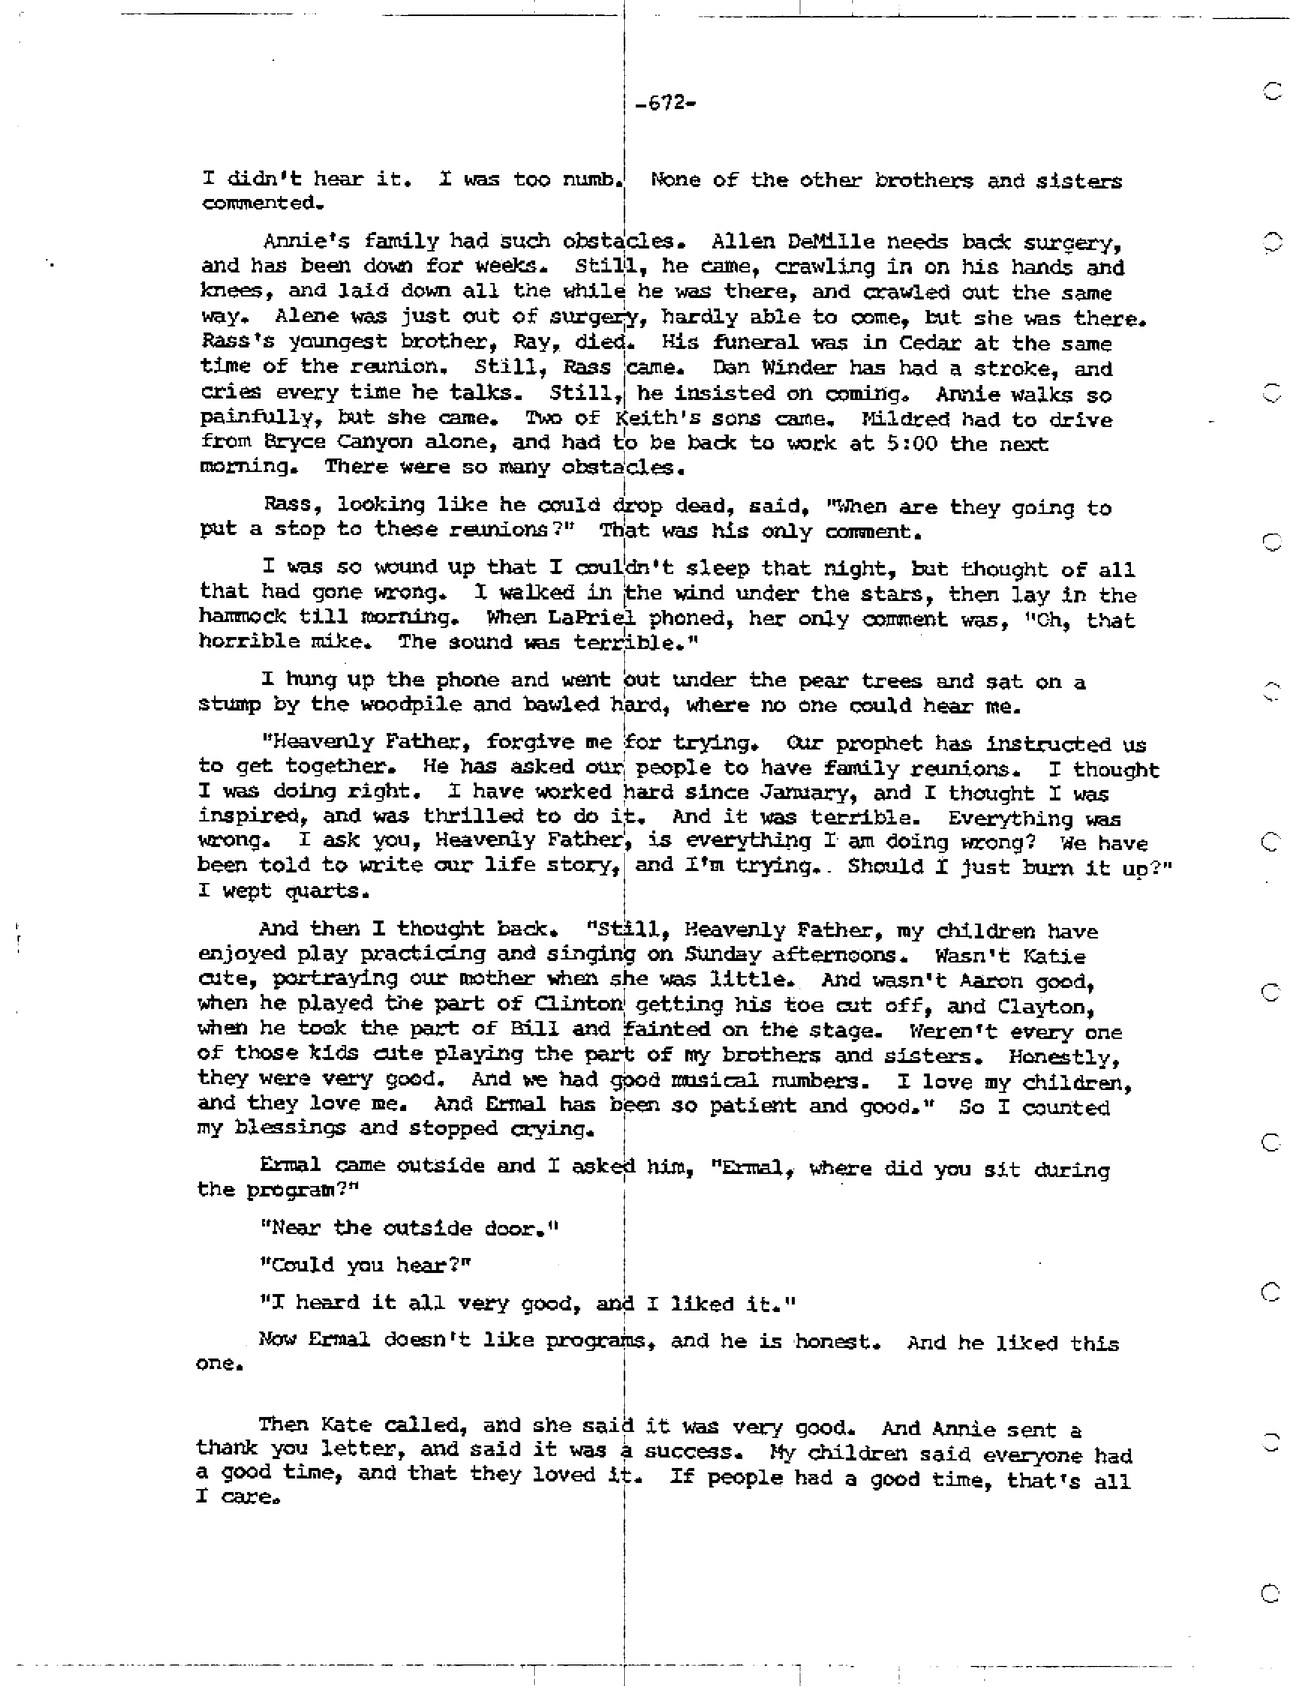 -672-
I didn't hear it. I was too numb. None of the other brothers and sisters
commented.
Annie's family had such obstacles. Allen DeMille needs back surgery,
and has been down for weeks. Still, he came, crawling in on his hands and
knees, and laid down all the while he was there, and crawled out the same
way. Alene was just out of surgery, hardly able to come, but she was there.
Rass's youngest brother, Ray, died. His funeral was in Cedar at the same
time of the reunion. Still, Rass came. Dan Winder has had a stroke, and
cries every time he talks. Still, he insisted on coming. Annie walks so
painfully, but she came. Two of Keith's sons came. Mildred had to drive
from Bryce Canyon alone, and had to be back to work at 5:00 the next
morning. There were so many obstacles.
Rass, looking like he could drop dead, said, "When are they going to
put a stop to these reunions?" That was his only comment.
I was so wound up that I couldn't sleep that night, but thought of all
that had gone wrong. I walked in the wind under the stars, then lay in the
hammock till morning. When LaPriel phoned, her only comment was, "Oh, that
horrible mike. The sound was terrible."
I hung up the phone and went out under the pear trees and sat on a
stump by the woodpile and bawled hard, where no one could hear me.
"Heavenly Father, forgive me for trying. Our prophet has instructed us
to get together. He has asked our people to have family reunions. I thought
I was doing right. I have worked hard since January, and I thought I was
inspired, and was thrilled to do it. And it was terrible. Everything was
wrong. I ask you, Heavenly Father, is everything I am doing wrong? We have
been told to write our life story, and I'm trying. Should I just burn it up?"
I wept quarts.
And then I thought back. "Still, Heavenly Father, my children have
enjoyed play practicing and singing on Sunday afternoons. Wasn't Katie
cute, portraying our mother when she was little. And wasn't Aaron good,
when he played the part of Clinton getting his toe cut off, and Clayton,
when he took the part of Bill and fainted on the stage. Weren't every one
of those kids cute playing the part of my brothers and sisters. Honestly,
they were very good. And we had good musical numbers. I love my children,
and they love me. And Ermal has been so patient and good." So I counted
my blessings and stopped crying.
Ermal came outside and I asked him, "Ermal, where did you sit during
the program?"
"Near the outside door."
"Could you hear?"
"I heard it all very good, and I liked it."
Now Ermal doesn't like programs, and he is honest. And he liked this
one.
Then Kate called, and she said it was very good. And Annie sent a
thank you letter, and said it was a success. My children said everyone had
a good time, and that they loved it. If people had a good time, that's all
I care.